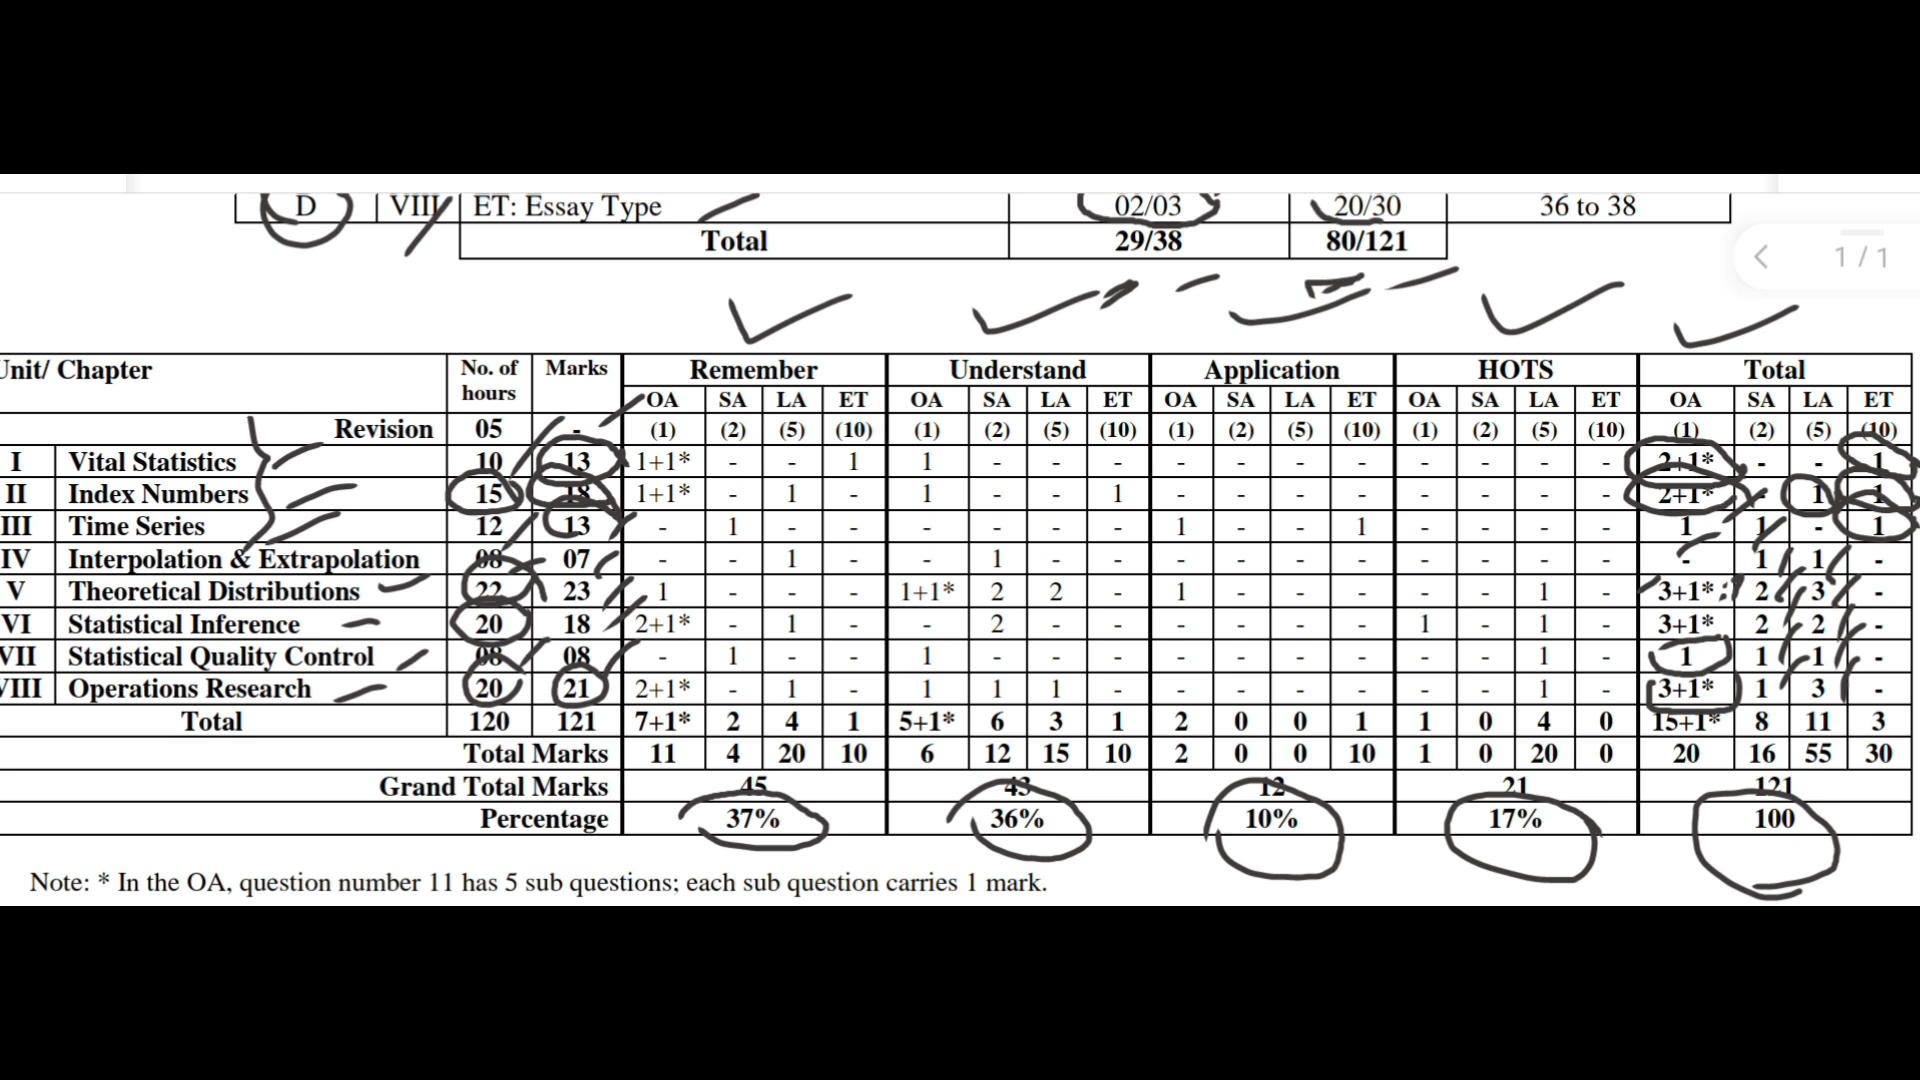 D VIII ET: Essay Type 02/03 20/30 36 to 38
Total 29/38 80/121
1 / 1
Unit/ Chapter No. of hours Marks Remember Understand Application HOTS Total
OA SA LA ET OA SA LA ET OA SA LA ET OA SA LA ET OA SA LA ET
Revision 05 - (1) (2) (5) (10) (1) (2) (5) (10) (1) (2) (5) (10) (1) (2) (5) (10) (1) (2) (5) (10)
I Vital Statistics 10 13 1+1* - - 1 1 - - - - - - - - - - - 2+1* - - 1
II Index Numbers 15 18 1+1* - 1 - 1 - - 1 - - - - - - - - 2+1* - 1 1
III Time Series 12 13 - 1 - - - - - - 1 - - 1 - - - - 1 1 - 1
IV Interpolation & Extrapolation 08 07 - - 1 - - 1 - - - - - - - - - - - 1 1 -
V Theoretical Distributions 22 23 1 - - - 1+1* 2 2 - 1 - - - - - 1 - 3+1* 2 3 -
VI Statistical Inference 20 18 2+1* - 1 - - 2 - - - - - - 1 - 1 - 3+1* 2 2 -
VII Statistical Quality Control 08 08 - 1 - - 1 - - - - - - - - - 1 - 1 1 1 -
VIII Operations Research 20 21 2+1* - 1 - 1 1 1 - - - - - - - 1 - 3+1* 1 3 -
Total 120 121 7+1* 2 4 1 5+1* 6 3 1 2 0 0 1 1 0 4 0 15+1* 8 11 3
Total Marks 11 4 20 10 6 12 15 10 2 0 0 10 1 0 20 0 20 16 55 30
Grand Total Marks 45 43 12 21 121
Percentage 37% 36% 10% 17% 100
Note: * In the OA, question number 11 has 5 sub questions; each sub question carries 1 mark.